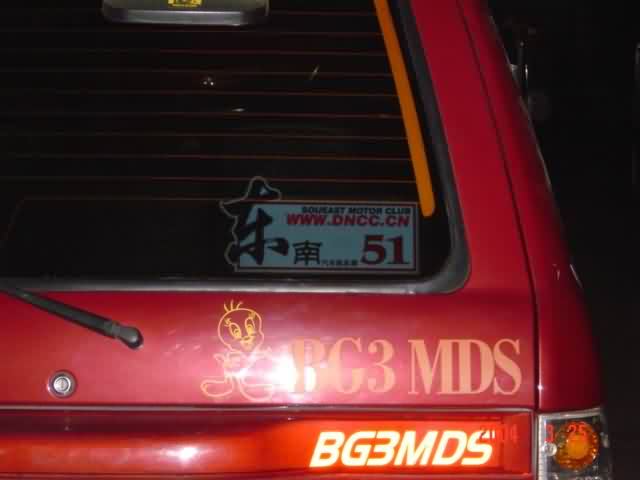 SOUEAST MOTOR CLUB
WWW.DNCC.CN
东南 51
BG3 MDS
BG3MDS